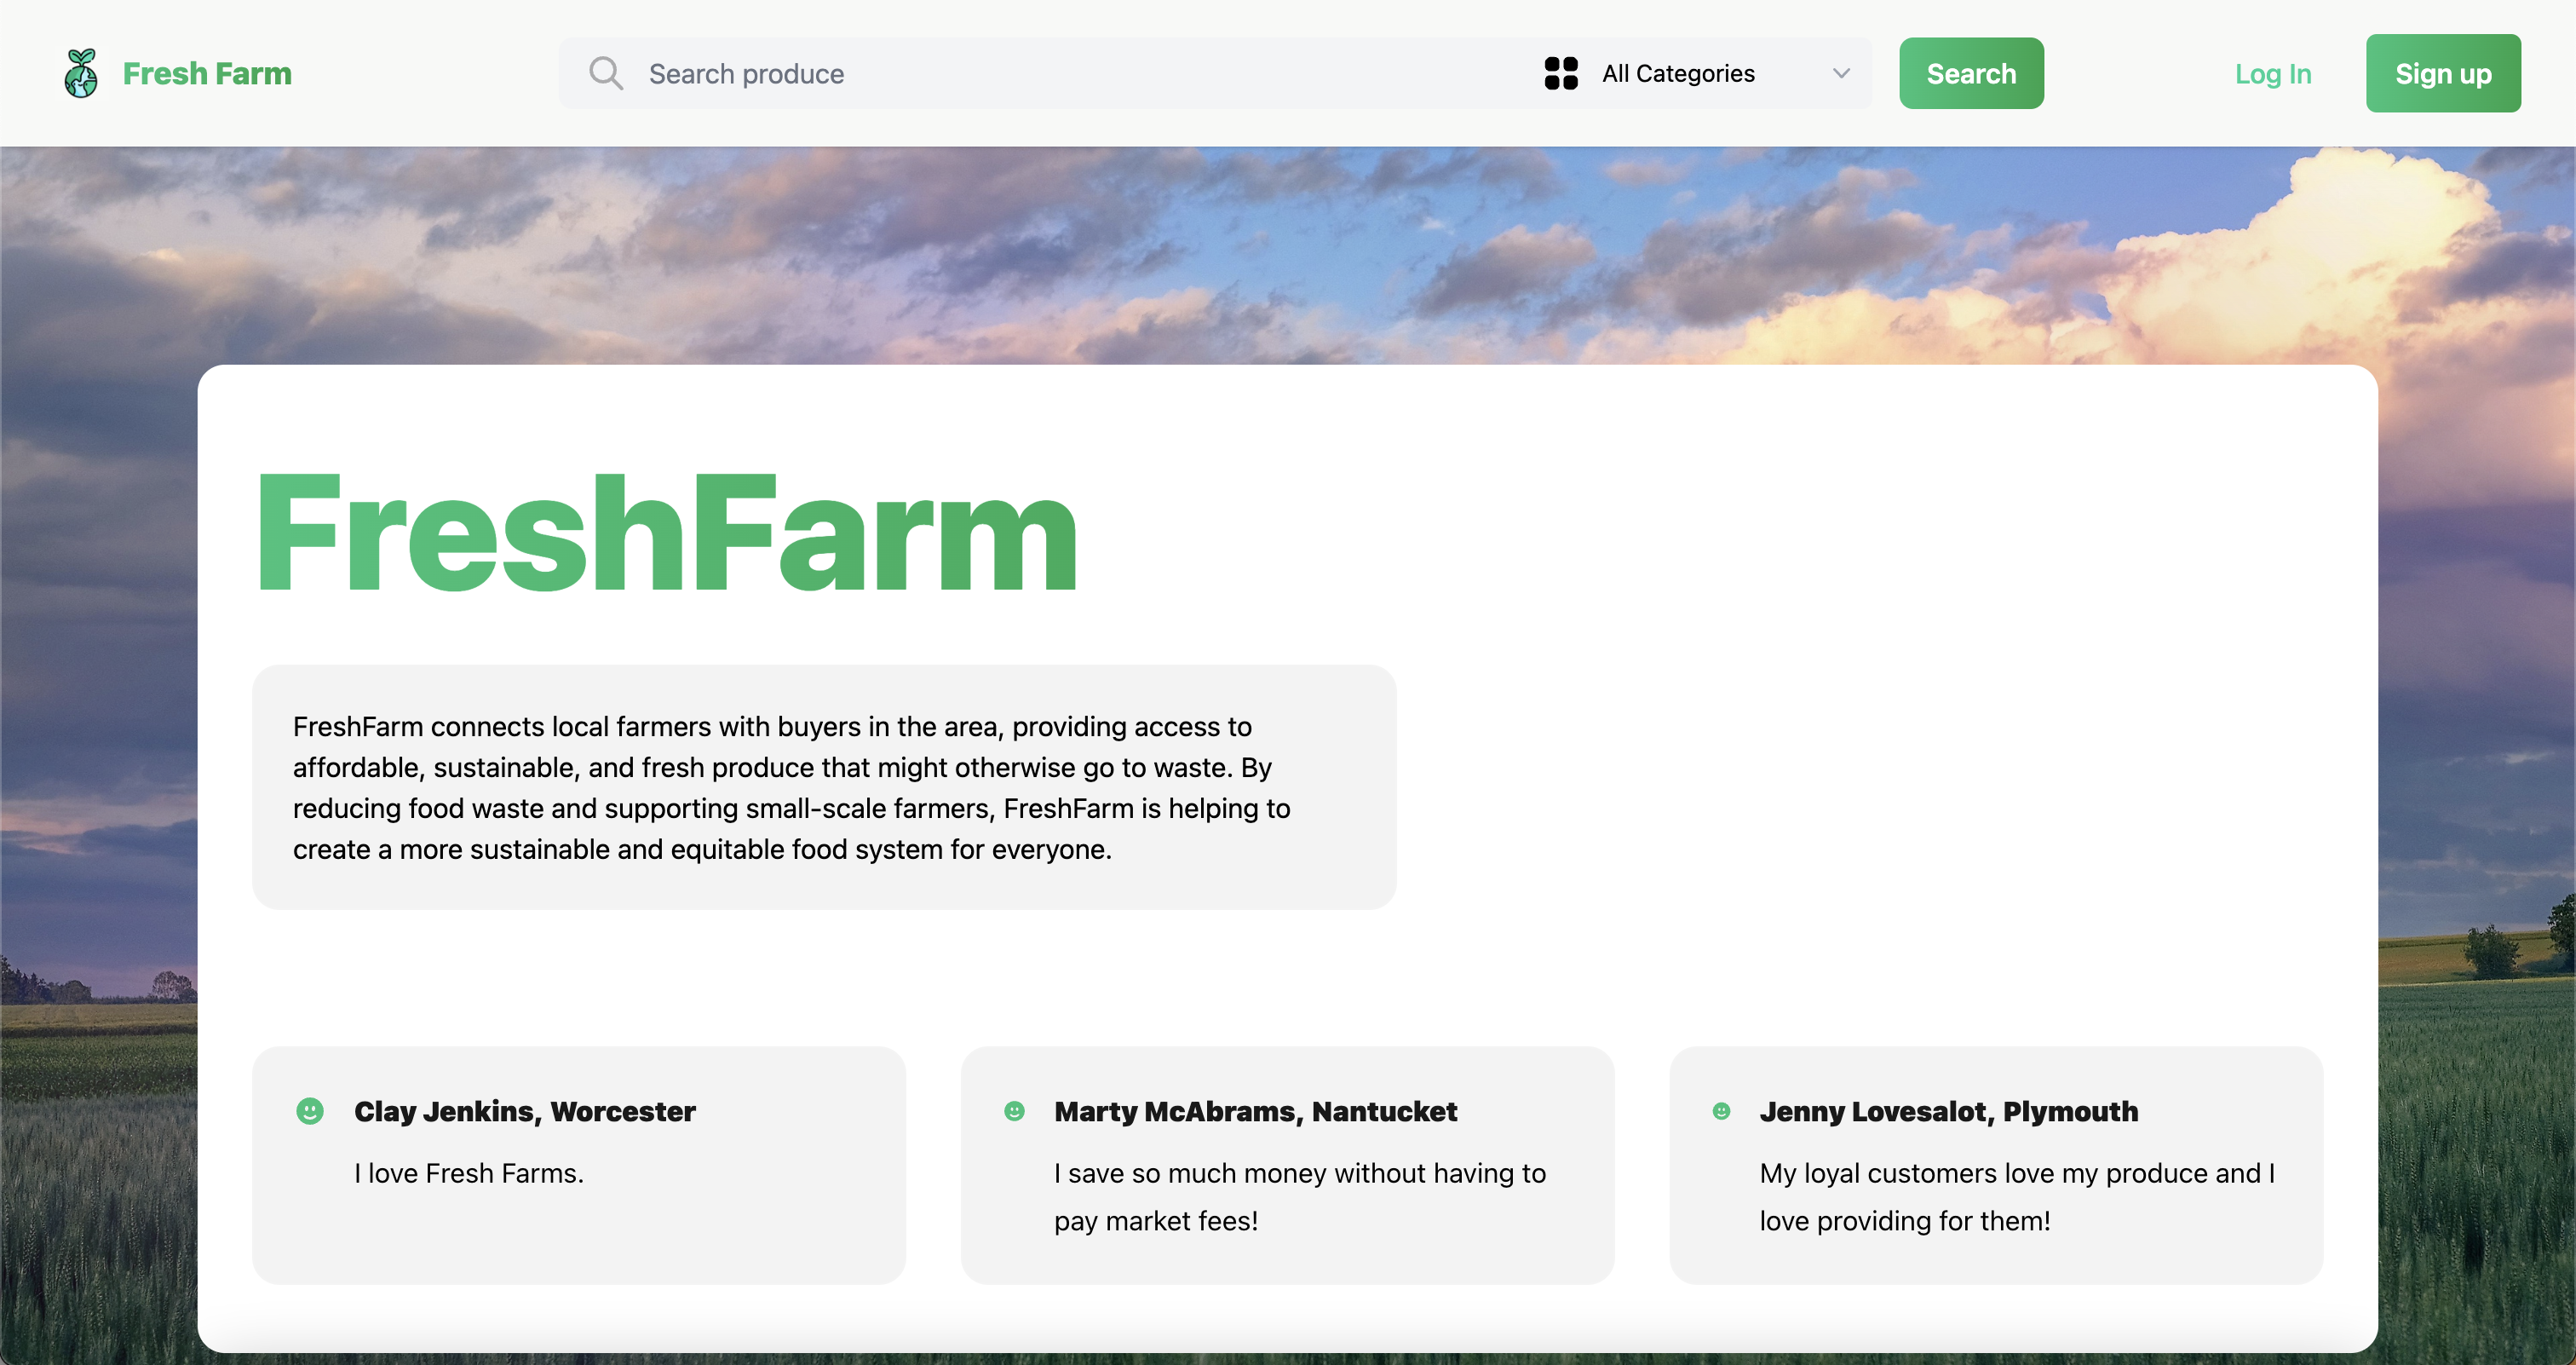 Fresh Farm
Search produce
All Categories
Search
Log In
Sign up
FreshFarm
FreshFarm connects local farmers with buyers in the area, providing access to
affordable, sustainable, and fresh produce that might otherwise go to waste. By
reducing food waste and supporting small-scale farmers, FreshFarm is helping to
create a more sustainable and equitable food system for everyone.
Clay Jenkins, Worcester
I love Fresh Farms.
Marty McAbrams, Nantucket
I save so much money without having to
pay market fees!
Jenny Lovesalot, Plymouth
My loyal customers love my produce and I
love providing for them!